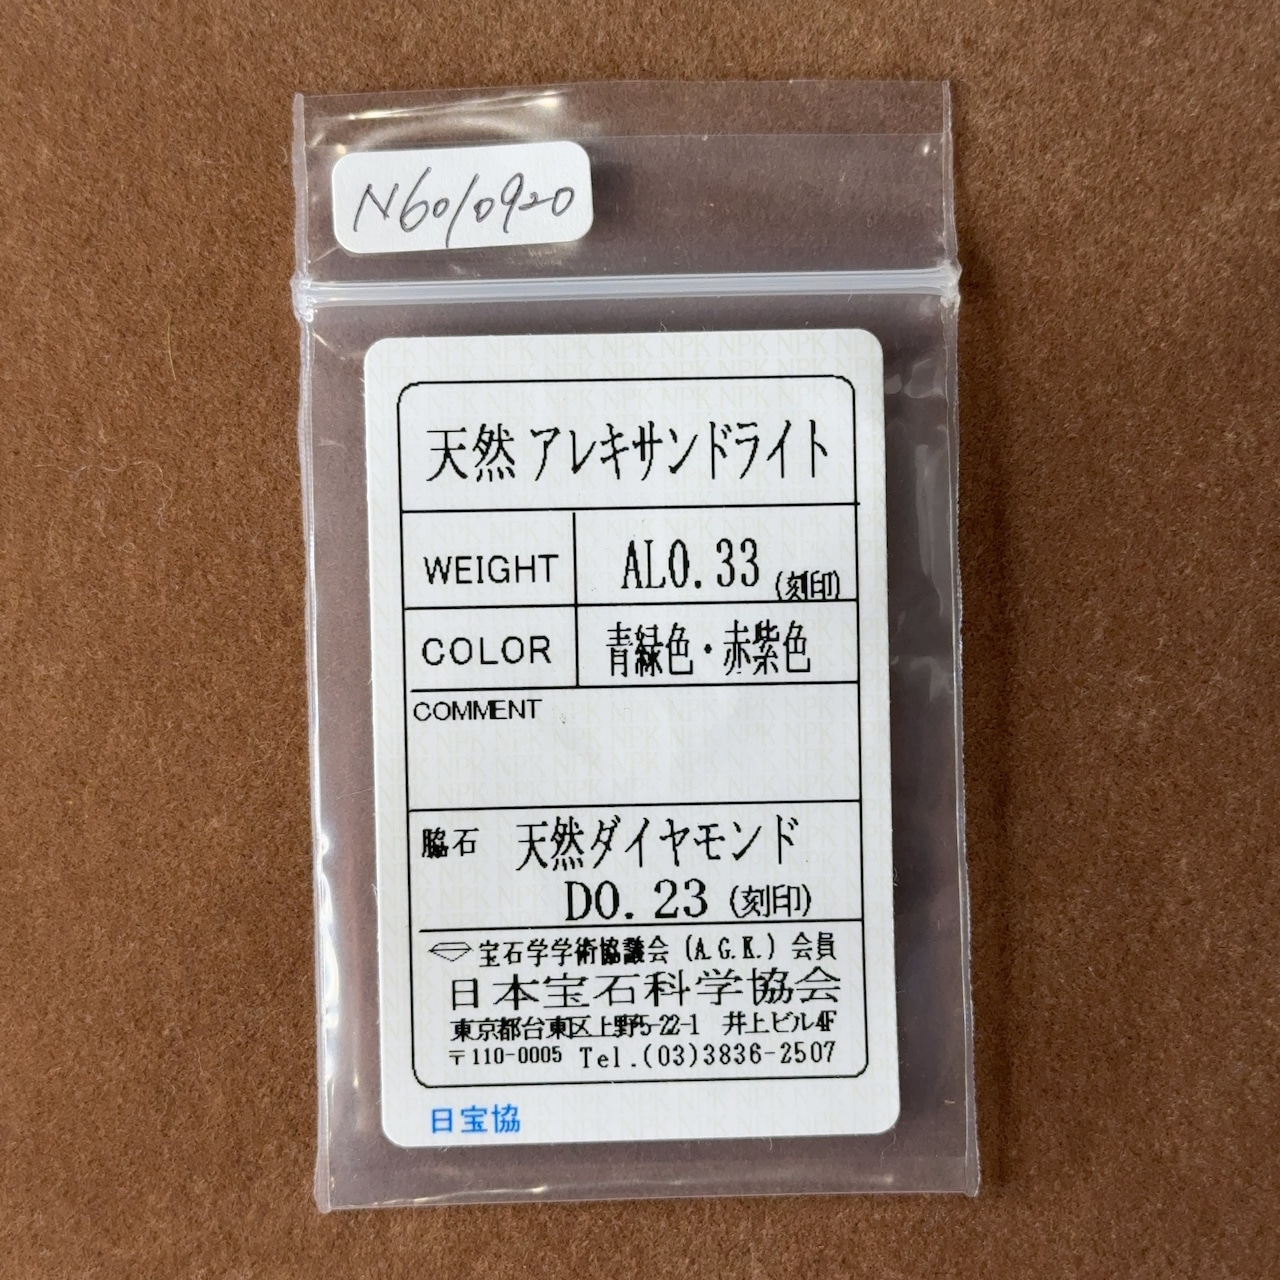 N6010920
天然 アレキサンドライト
WEIGHT AL0.33 (刻印)
COLOR 青緑色・赤紫色
COMMENT
脇石 天然ダイヤモンド
D0.23 (刻印)
宝石学学術協議会 (A.G.K.) 会員
日本宝石科学協会
東京都台東区上野5-22-1 井上ビル4F
〒110-0005 Tel.(03)3836-2507
日宝協